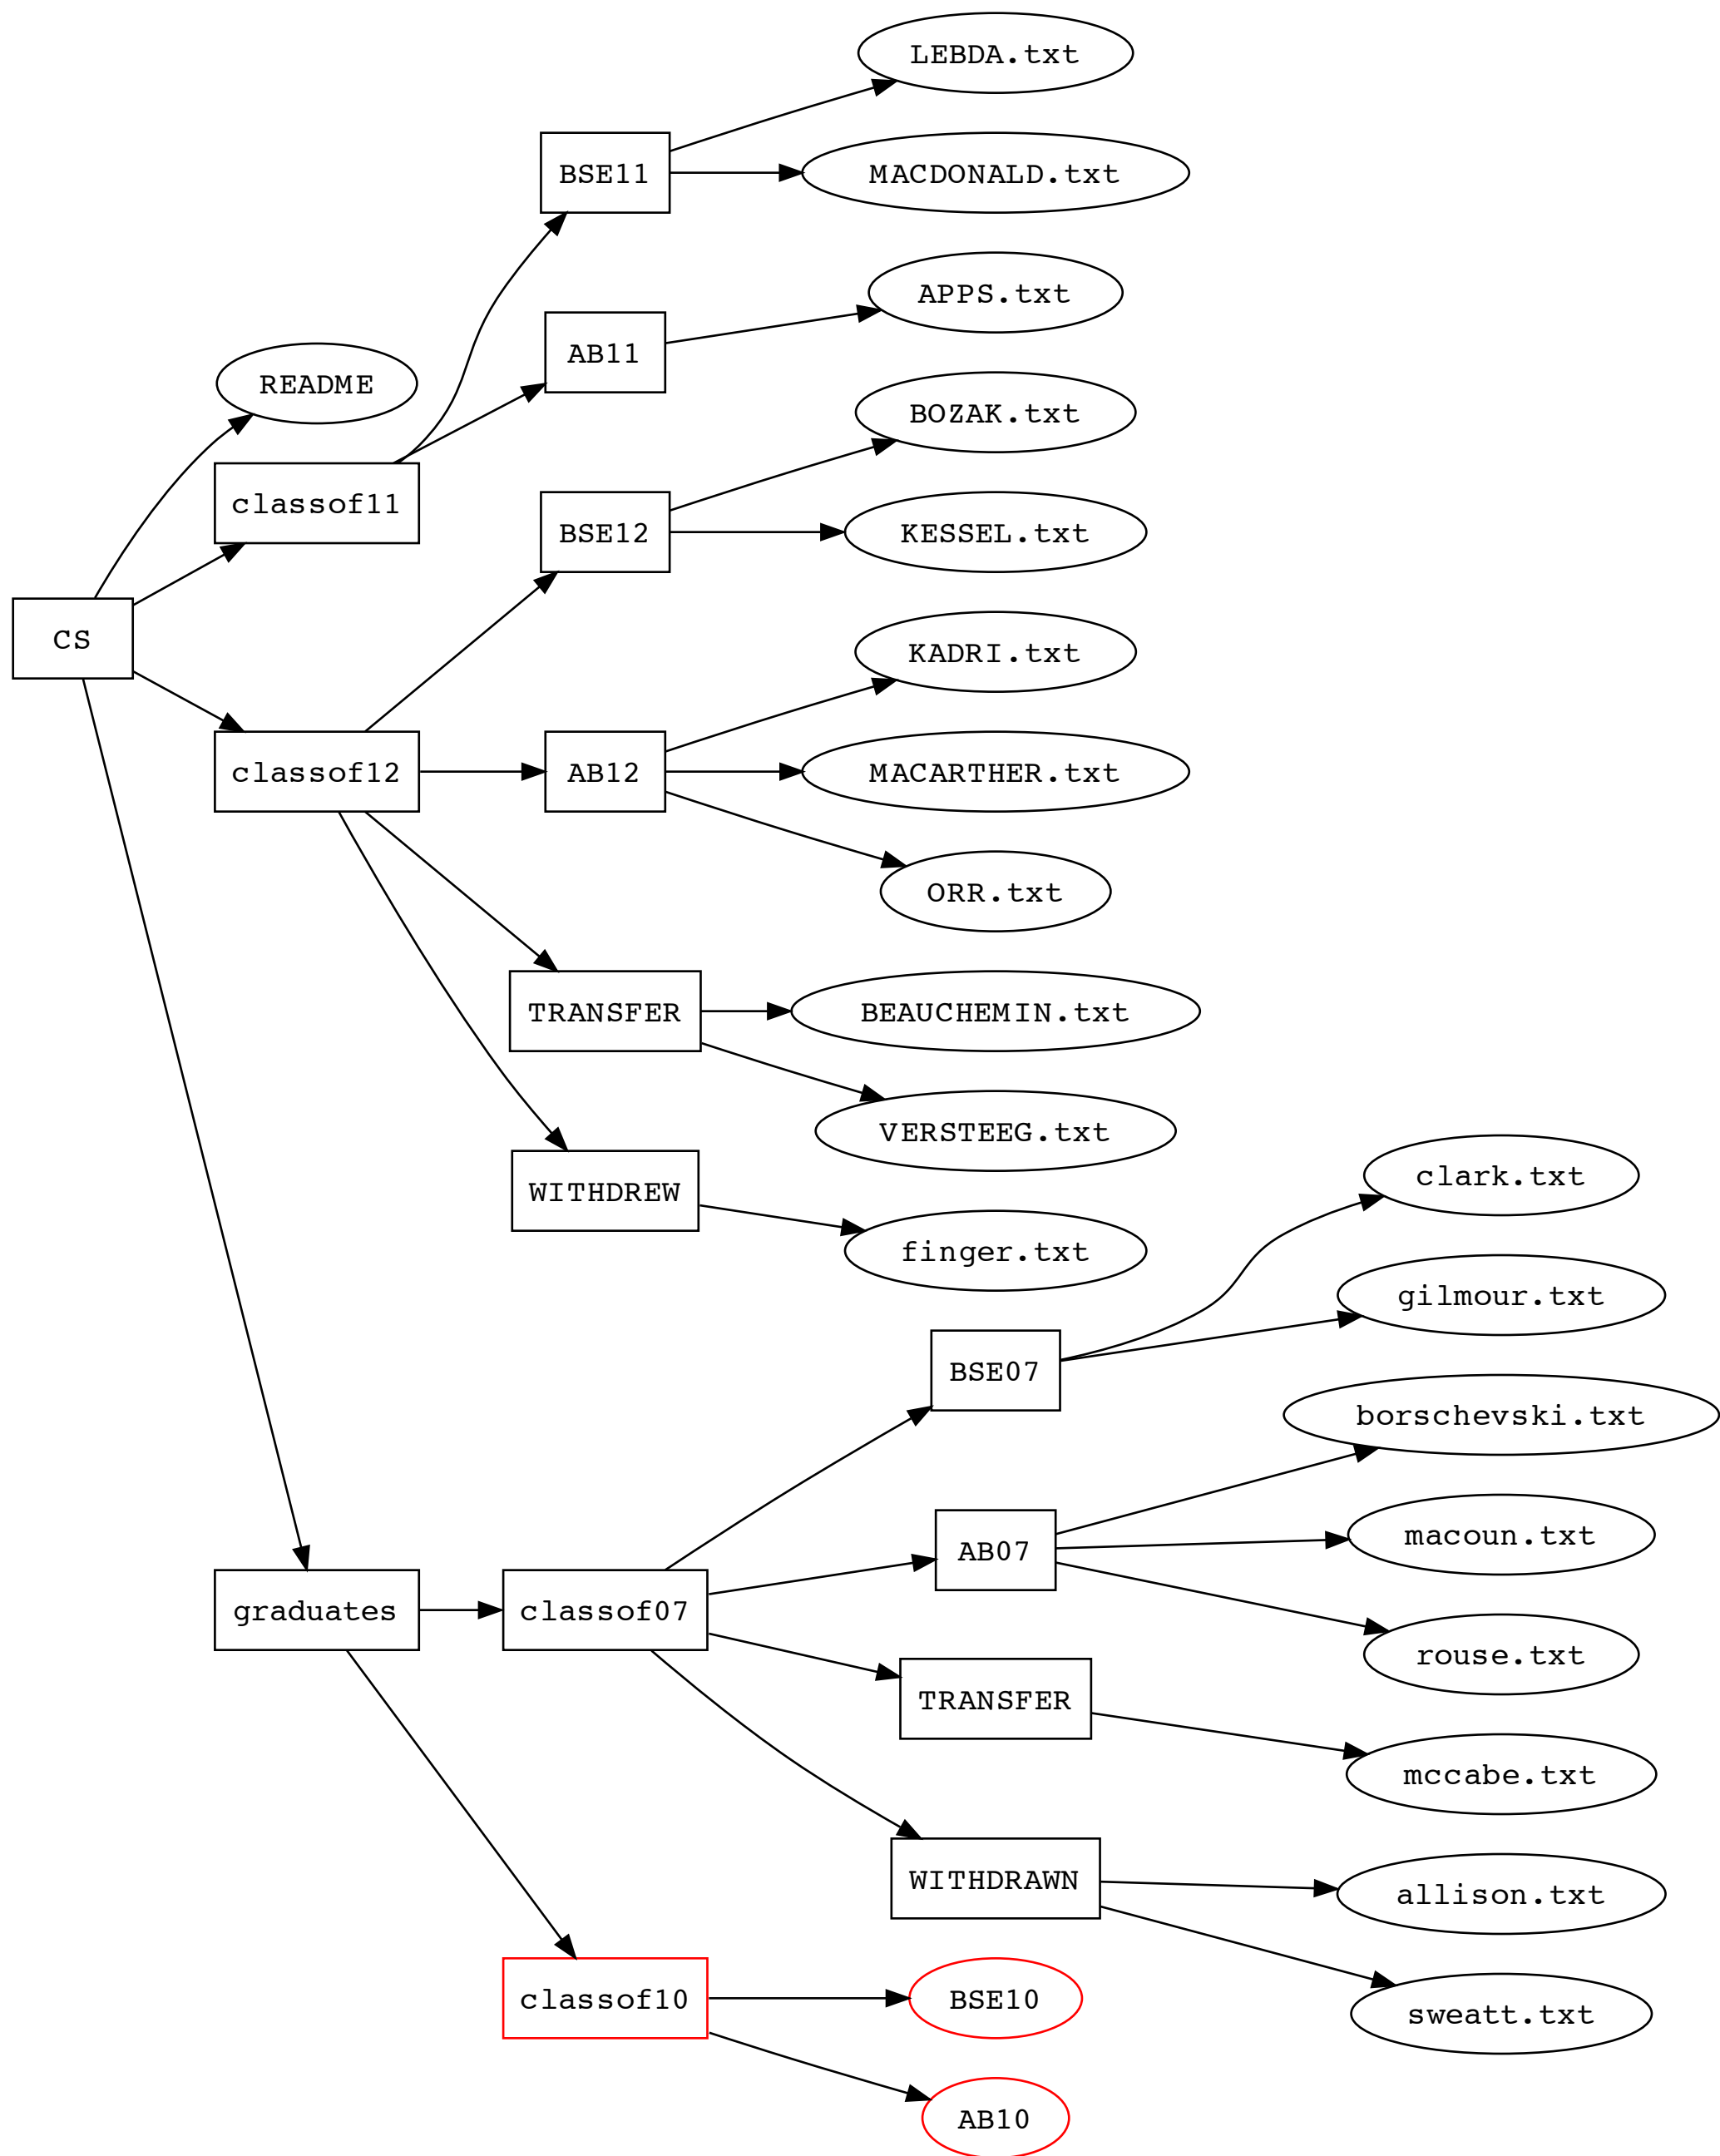 LEBDA.txt
BSE11
MACDONALD.txt
APPS.txt
AB11
README
BOZAK.txt
classof11
BSE12
KESSEL.txt
CS
KADRI.txt
classof12
AB12
MACARTHER.txt
ORR.txt
TRANSFER
BEAUCHEMIN.txt
VERSTEEG.txt
clark.txt
WITHDREW
finger.txt
gilmour.txt
BSE07
borschevski.txt
macoun.txt
AB07
graduates
classof07
rouse.txt
TRANSFER
mccabe.txt
WITHDRAWN
allison.txt
classof10
BSE10
sweatt.txt
AB10